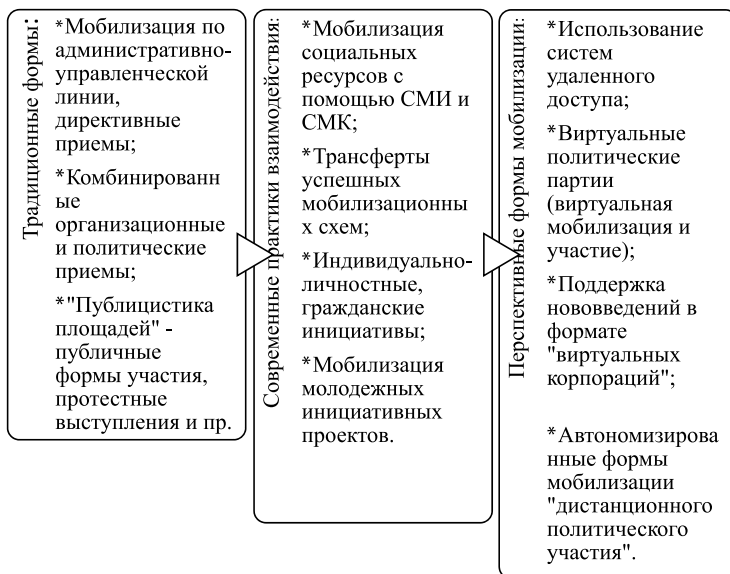 Традиционные формы:
*Мобилизация по
административно-
управленческой
линии,
директивные
приемы;
*Комбинированн
ые
организационные
и политические
приемы;
*"Публицистика
площадей" -
публичные
формы участия,
протестные
выступления и пр.
Современные практики взаимодействия:
*Мобилизация
социальных
ресурсов с
помощью СМИ и
СМК;
*Трансферты
успешных
мобилизационны
х схем;
*Индивидуально-
личностные,
гражданские
инициативы;
*Мобилизация
молодежных
инициативных
проектов.
Перспективные формы мобилизации:
*Использование
систем
удаленного
доступа;
*Виртуальные
политические
партии
(виртуальная
мобилизация и
участие);
*Поддержка
нововведений в
формате
"виртуальных
корпораций";
*Автономизирова
нные формы
мобилизации
"дистанционного
политического
участия".